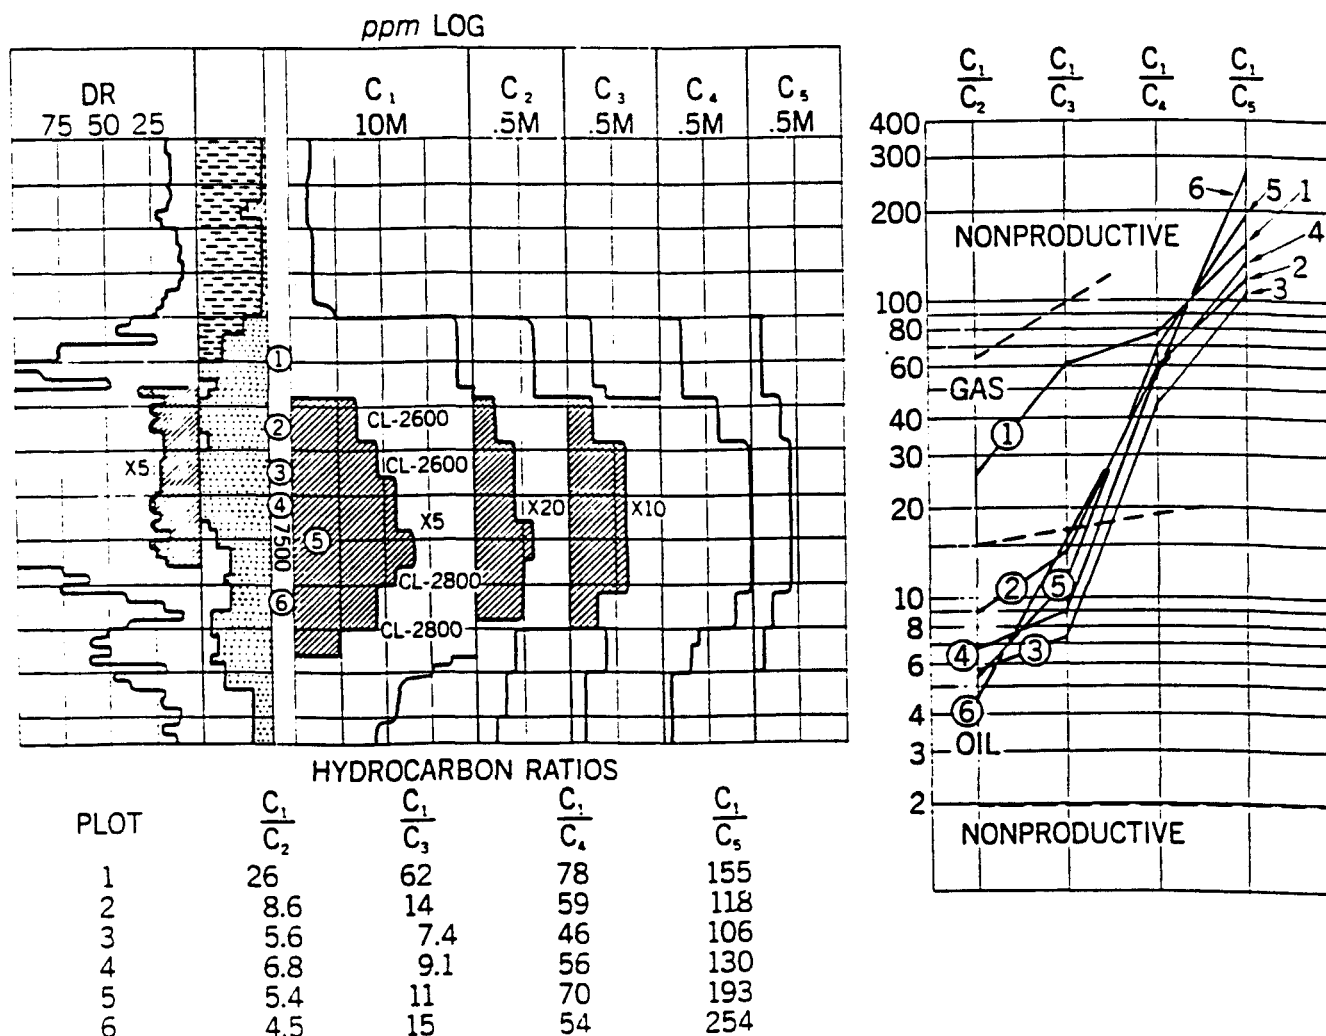 ppm LOG
DR
75 50 25
C₁
10M
C₂
.5M
C₃
.5M
C₄
.5M
C₅
.5M
①
②
③
④
7500
⑤
⑥
X5
CL-2600
CL-2600
X5
1X20
X10
CL-2800
CL-2800
C₁/C₂ C₁/C₃ C₁/C₄ C₁/C₅
400
300
200
100
80
60
40
30
20
10
8
6
4
3
2
6 5 1
4
2
3
NONPRODUCTIVE
GAS
①
②
⑤
④
③
⑥
OIL
NONPRODUCTIVE
HYDROCARBON RATIOS
PLOT C₁/C₂ C₁/C₃ C₁/C₄ C₁/C₅
1 26 62 78 155
2 8.6 14 59 118
3 5.6 7.4 46 106
4 6.8 9.1 56 130
5 5.4 11 70 193
6 4.5 15 54 254